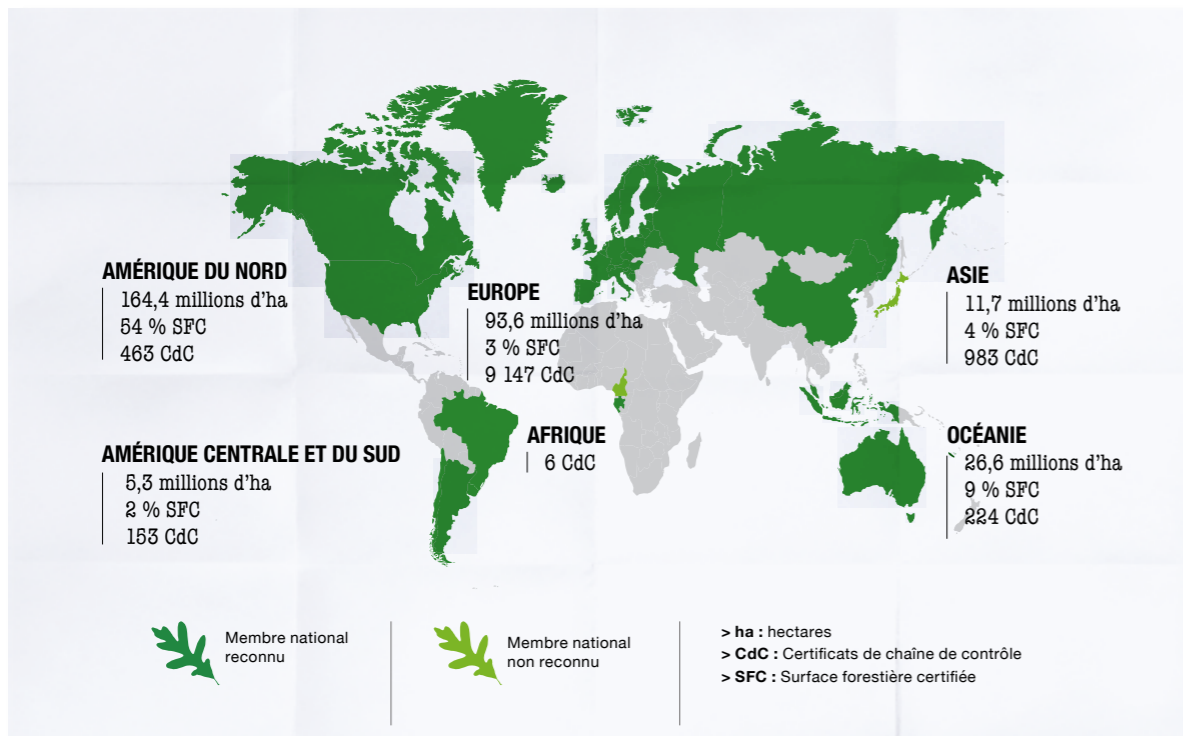 AMÉRIQUE DU NORD
164,4 millions d’ha
54 % SFC
463 CdC
EUROPE
93,6 millions d’ha
3 % SFC
9 147 CdC
ASIE
11,7 millions d’ha
4 % SFC
983 CdC
AMÉRIQUE CENTRALE ET DU SUD
5,3 millions d’ha
2 % SFC
153 CdC
AFRIQUE
6 CdC
OCÉANIE
26,6 millions d’ha
9 % SFC
224 CdC
Membre national
reconnu
Membre national
non reconnu
> ha : hectares
> CdC : Certificats de chaîne de contrôle
> SFC : Surface forestière certifiée